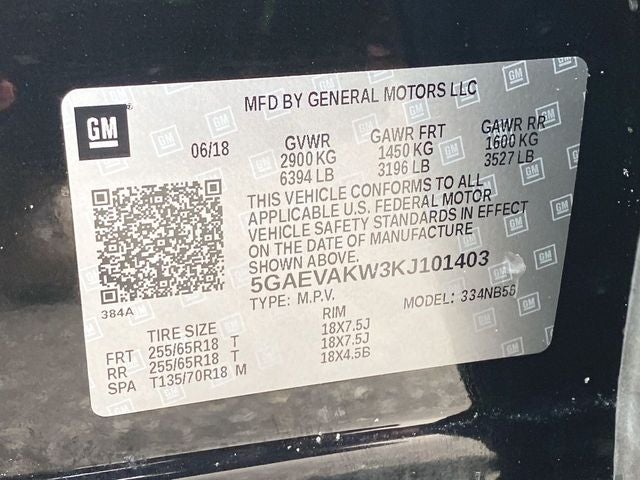 MFD BY GENERAL MOTORS LLC
GM
06/18
GVWR GAWR FRT GAWR RR
2900 KG 1450 KG 1600 KG
6394 LB 3196 LB 3527 LB
THIS VEHICLE CONFORMS TO ALL
APPLICABLE U.S. FEDERAL MOTOR
VEHICLE SAFETY STANDARDS IN EFFECT
ON THE DATE OF MANUFACTURE
SHOWN ABOVE.
5GAEVAKW3KJ101403
384A
TYPE: M.P.V. MODEL: 334NB56
TIRE SIZE RIM
FRT 255/65R18 T 18X7.5J
RR 255/65R18 T 18X7.5J
SPA T135/70R18 M 18X4.5B